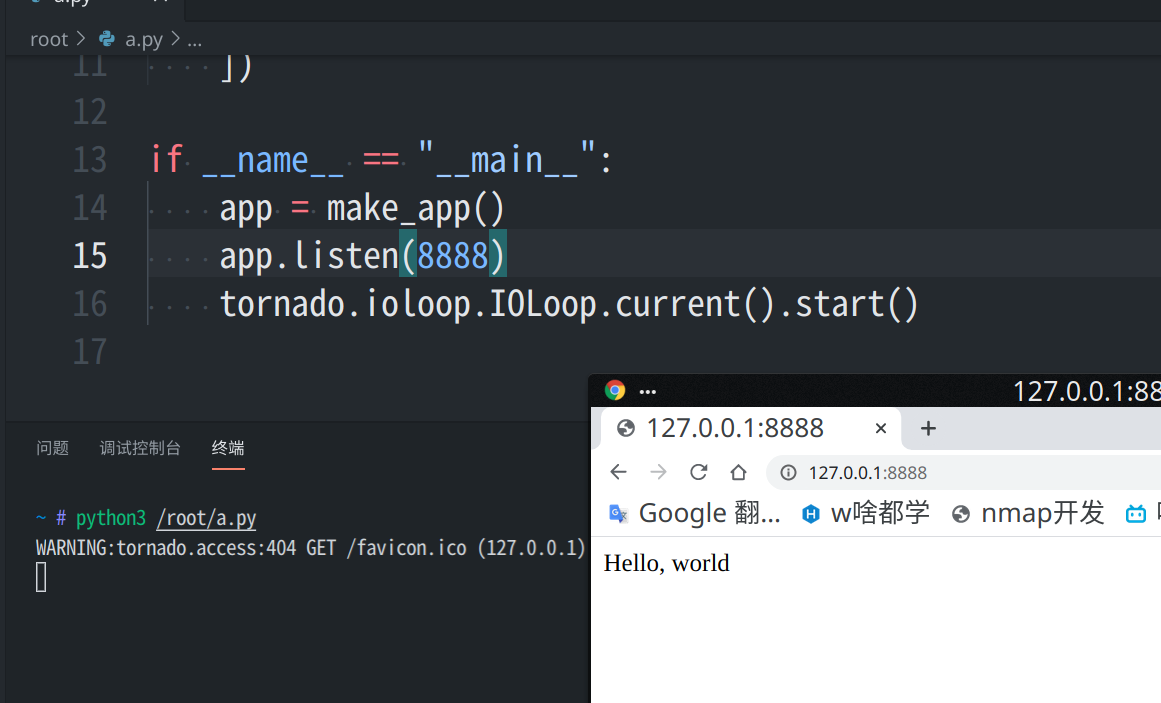 a.py
root > a.py > ...
11 ])
12
13 if __name__ == "__main__":
14 app = make_app()
15 app.listen(8888)
16 tornado.ioloop.IOLoop.current().start()
17
问题 调试控制台 终端
~ # python3 /root/a.py
WARNING:tornado.access:404 GET /favicon.ico (127.0.0.1)
... 127.0.0.1:88
127.0.0.1:8888
127.0.0.1:8888
Google 翻... w啥都学 nmap开发
Hello, world